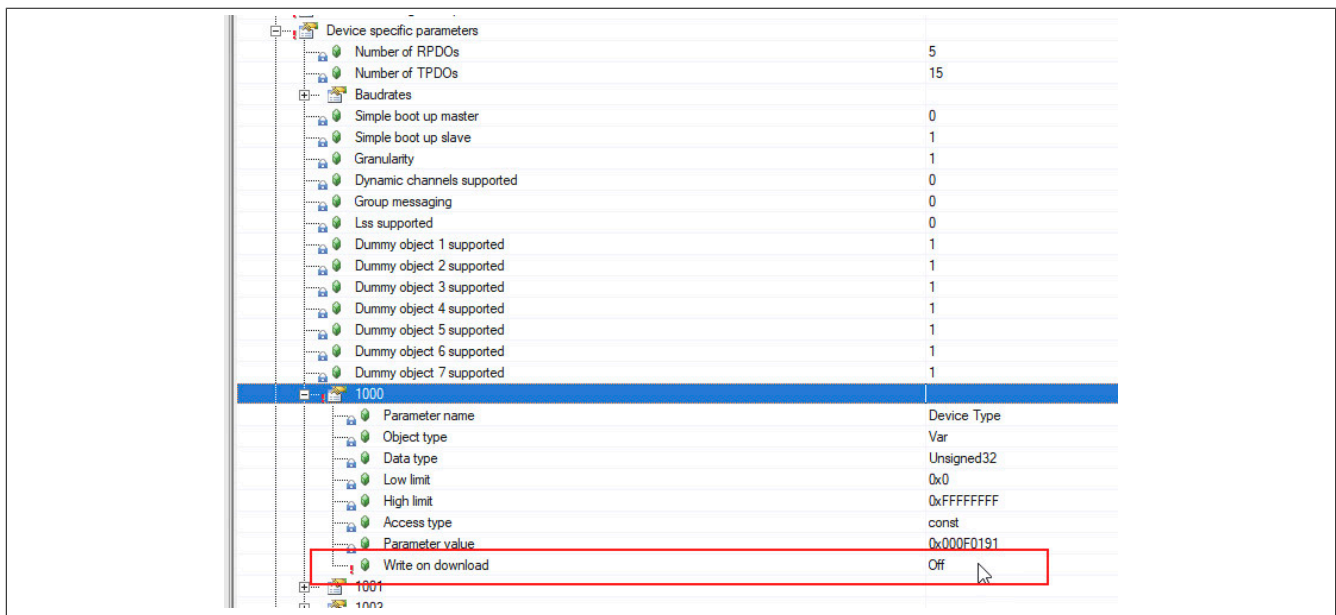 Device specific parameters
Number of RPDOs 5
Number of TPDOs 15
Baudrates
Simple boot up master 0
Simple boot up slave 1
Granularity 1
Dynamic channels supported 0
Group messaging 0
Lss supported 0
Dummy object 1 supported 1
Dummy object 2 supported 1
Dummy object 3 supported 1
Dummy object 4 supported 1
Dummy object 5 supported 1
Dummy object 6 supported 1
Dummy object 7 supported 1
1000
Parameter name Device Type
Object type Var
Data type Unsigned32
Low limit 0x0
High limit 0xFFFFFFFF
Access type const
Parameter value 0x000F0191
Write on download Off
1001
1003